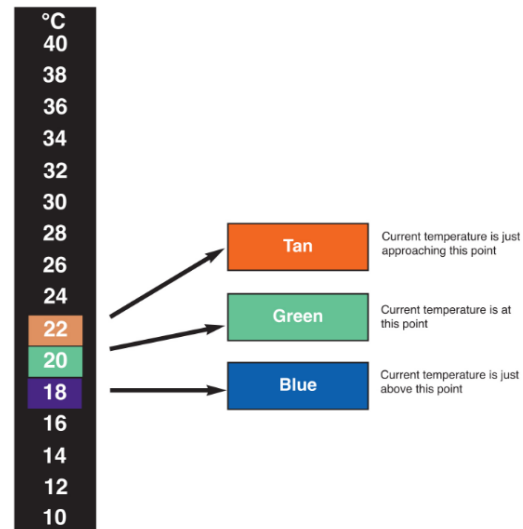 °C
40
38
36
34
32
30
28
26
24
22
20
18
16
14
12
10
Tan
Current temperature is just
approaching this point
Green
Current temperature is at
this point
Blue
Current temperature is just
above this point